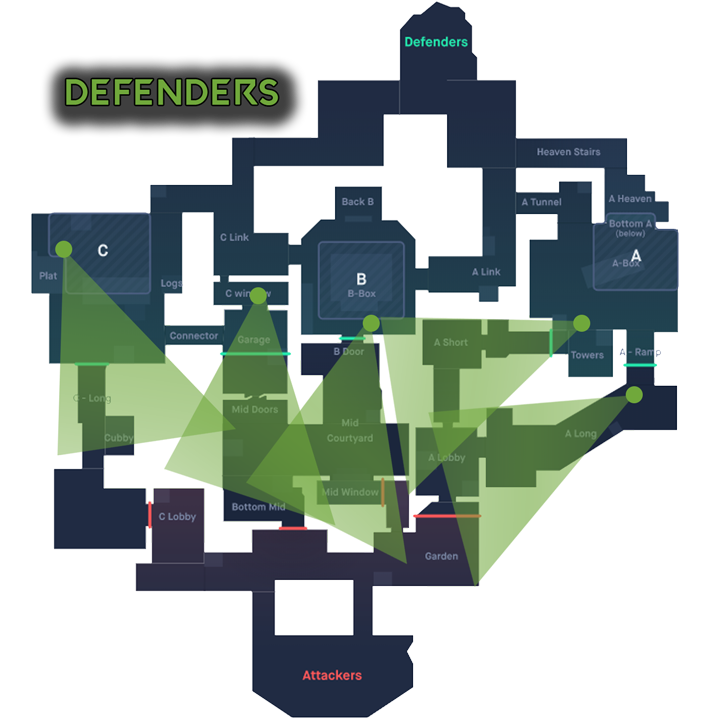 Defenders
DEFENDERS
Heaven Stairs
Back B
A Tunnel
A Heaven
Bottom A
(below)
C Link
C
B
A
A-Box
Plat
Logs
A Link
C window
B-Box
Connector
Garage
B Door
A Short
Towers
A - Ramp
C - Long
Mid Doors
Mid
Courtyard
Cubby
A Long
A Lobby
Mid Window
Bottom Mid
C Lobby
Garden
Attackers